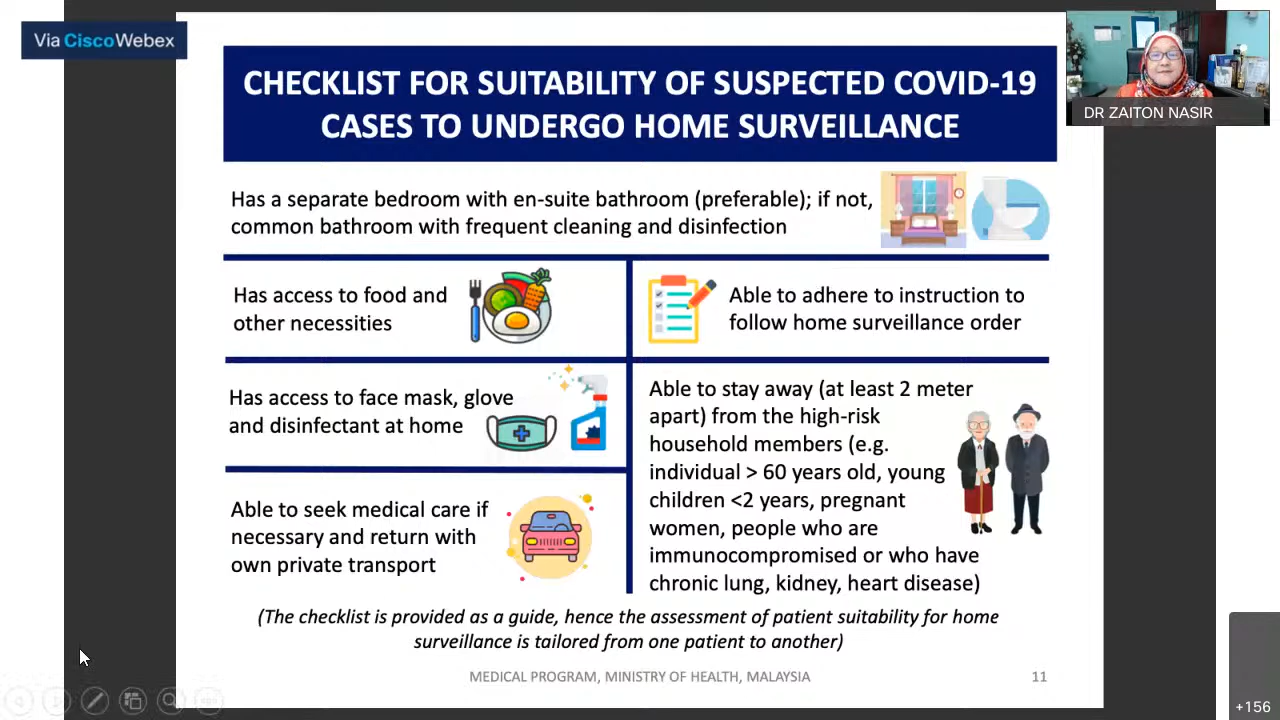 Via CiscoWebex
DR ZAITON NASIR
CHECKLIST FOR SUITABILITY OF SUSPECTED COVID-19
CASES TO UNDERGO HOME SURVEILLANCE
Has a separate bedroom with en-suite bathroom (preferable); if not,
common bathroom with frequent cleaning and disinfection
Has access to food and
other necessities
Able to adhere to instruction to
follow home surveillance order
Has access to face mask, glove
and disinfectant at home
Able to stay away (at least 2 meter
apart) from the high-risk
household members (e.g.
individual > 60 years old, young
children <2 years, pregnant
women, people who are
immunocompromised or who have
chronic lung, kidney, heart disease)
Able to seek medical care if
necessary and return with
own private transport
(The checklist is provided as a guide, hence the assessment of patient suitability for home
surveillance is tailored from one patient to another)
MEDICAL PROGRAM, MINISTRY OF HEALTH, MALAYSIA
11
+156